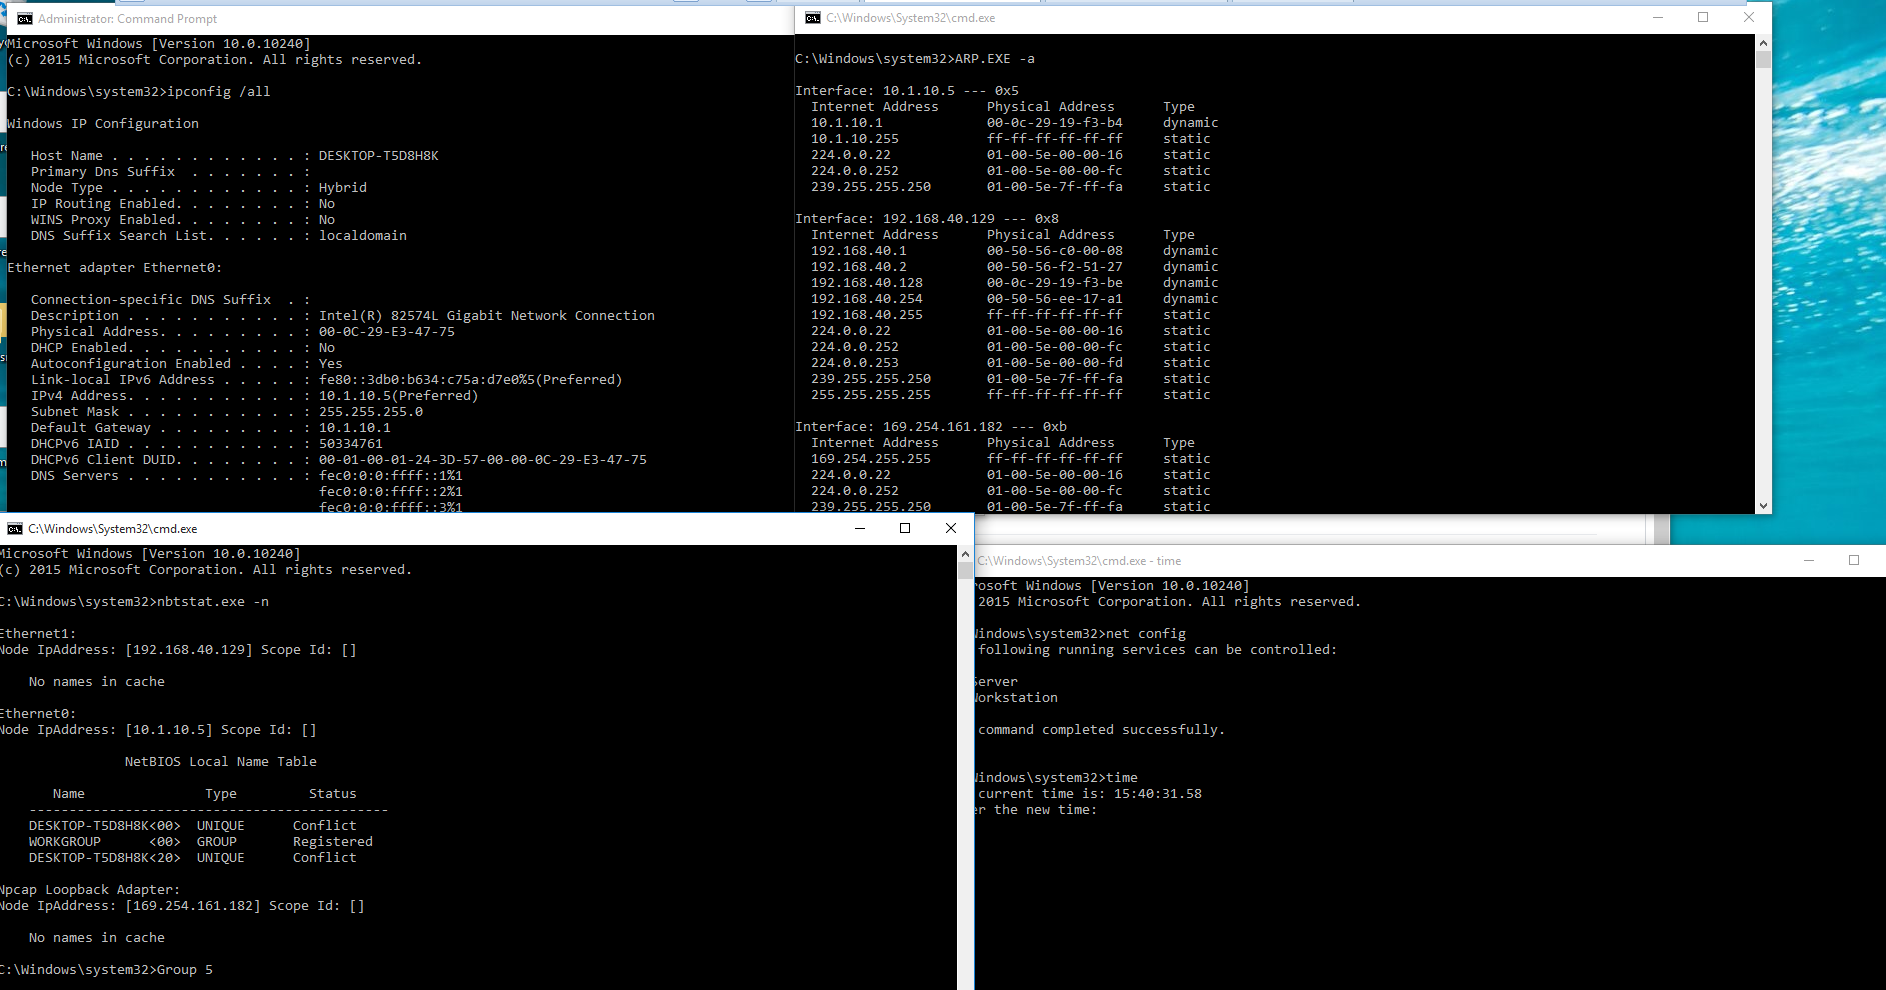 Administrator: Command Prompt
Microsoft Windows [Version 10.0.10240]
(c) 2015 Microsoft Corporation. All rights reserved.
C:\Windows\system32>ipconfig /all
Windows IP Configuration
Host Name . . . . . . . . . . . . : DESKTOP-T5D8H8K
Primary Dns Suffix  . . . . . . . :
Node Type . . . . . . . . . . . . : Hybrid
IP Routing Enabled. . . . . . . . : No
WINS Proxy Enabled. . . . . . . . : No
DNS Suffix Search List. . . . . . : localdomain
Ethernet adapter Ethernet0:
Connection-specific DNS Suffix  . :
Description . . . . . . . . . . . : Intel(R) 82574L Gigabit Network Connection
Physical Address. . . . . . . . . : 00-0C-29-E3-47-75
DHCP Enabled. . . . . . . . . . . : No
Autoconfiguration Enabled . . . . : Yes
Link-local IPv6 Address . . . . . : fe80::3db0:b634:c75a:d7e0%5(Preferred)
IPv4 Address. . . . . . . . . . . : 10.1.10.5(Preferred)
Subnet Mask . . . . . . . . . . . : 255.255.255.0
Default Gateway . . . . . . . . . : 10.1.10.1
DHCPv6 IAID . . . . . . . . . . . : 50334761
DHCPv6 Client DUID. . . . . . . . : 00-01-00-01-24-3D-57-00-00-0C-29-E3-47-75
DNS Servers . . . . . . . . . . . : fec0:0:0:ffff::1%1
fec0:0:0:ffff::2%1
fec0:0:0:ffff::3%1
C:\Windows\System32\cmd.exe
C:\Windows\system32>ARP.EXE -a
Interface: 10.1.10.5 --- 0x5
Internet Address      Physical Address      Type
10.1.10.1             00-0c-29-19-f3-b4     dynamic
10.1.10.255           ff-ff-ff-ff-ff-ff     static
224.0.0.22            01-00-5e-00-00-16     static
224.0.0.252           01-00-5e-00-00-fc     static
239.255.255.250       01-00-5e-7f-ff-fa     static
Interface: 192.168.40.129 --- 0x8
Internet Address      Physical Address      Type
192.168.40.1          00-50-56-c0-00-08     dynamic
192.168.40.2          00-50-56-f2-51-27     dynamic
192.168.40.128        00-0c-29-19-f3-be     dynamic
192.168.40.254        00-50-56-ee-17-a1     dynamic
192.168.40.255        ff-ff-ff-ff-ff-ff     static
224.0.0.22            01-00-5e-00-00-16     static
224.0.0.252           01-00-5e-00-00-fc     static
224.0.0.253           01-00-5e-00-00-fd     static
239.255.255.250       01-00-5e-7f-ff-fa     static
255.255.255.255       ff-ff-ff-ff-ff-ff     static
Interface: 169.254.161.182 --- 0xb
Internet Address      Physical Address      Type
169.254.255.255       ff-ff-ff-ff-ff-ff     static
224.0.0.22            01-00-5e-00-00-16     static
224.0.0.252           01-00-5e-00-00-fc     static
239.255.255.250       01-00-5e-7f-ff-fa     static
C:\Windows\System32\cmd.exe
Microsoft Windows [Version 10.0.10240]
(c) 2015 Microsoft Corporation. All rights reserved.
C:\Windows\system32>nbtstat.exe -n
Ethernet1:
Node IpAddress: [192.168.40.129] Scope Id: []
No names in cache
Ethernet0:
Node IpAddress: [10.1.10.5] Scope Id: []
NetBIOS Local Name Table
Name               Type         Status
---------------------------------------------
DESKTOP-T5D8H8K<00>  UNIQUE      Conflict
WORKGROUP      <00>  GROUP       Registered
DESKTOP-T5D8H8K<20>  UNIQUE      Conflict
Npcap Loopback Adapter:
Node IpAddress: [169.254.161.182] Scope Id: []
No names in cache
C:\Windows\system32>Group 5
C:\Windows\System32\cmd.exe - time
rosoft Windows [Version 10.0.10240]
2015 Microsoft Corporation. All rights reserved.
Windows\system32>net config
following running services can be controlled:
Server
Workstation
command completed successfully.
Windows\system32>time
current time is: 15:40:31.58
er the new time: